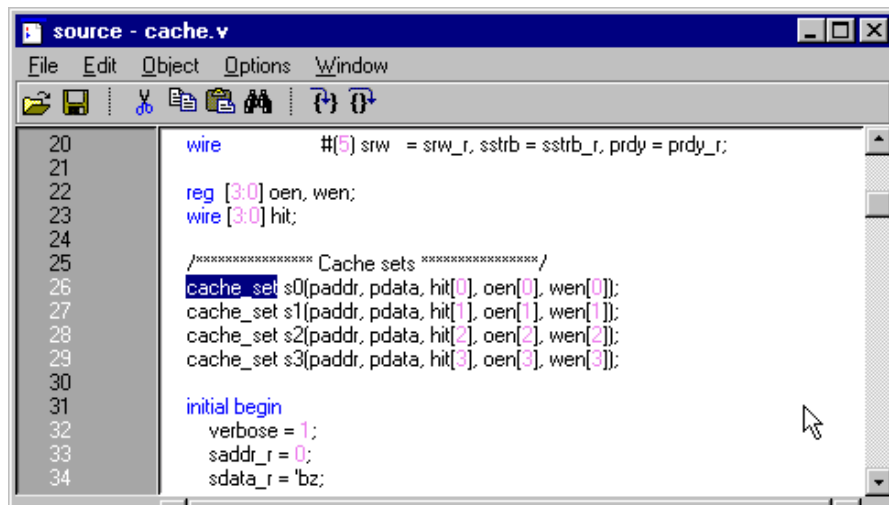 source - cache.v
File Edit Object Options Window
20 wire #(5) srw = srw_r, sstrb = sstrb_r, prdy = prdy_r;
21
22 reg [3:0] oen, wen;
23 wire [3:0] hit;
24
25 /**************** Cache sets ****************/
26 cache_set s0(paddr, pdata, hit[0], oen[0], wen[0]);
27 cache_set s1(paddr, pdata, hit[1], oen[1], wen[1]);
28 cache_set s2(paddr, pdata, hit[2], oen[2], wen[2]);
29 cache_set s3(paddr, pdata, hit[3], oen[3], wen[3]);
30
31 initial begin
32 verbose = 1;
33 saddr_r = 0;
34 sdata_r = 'bz;